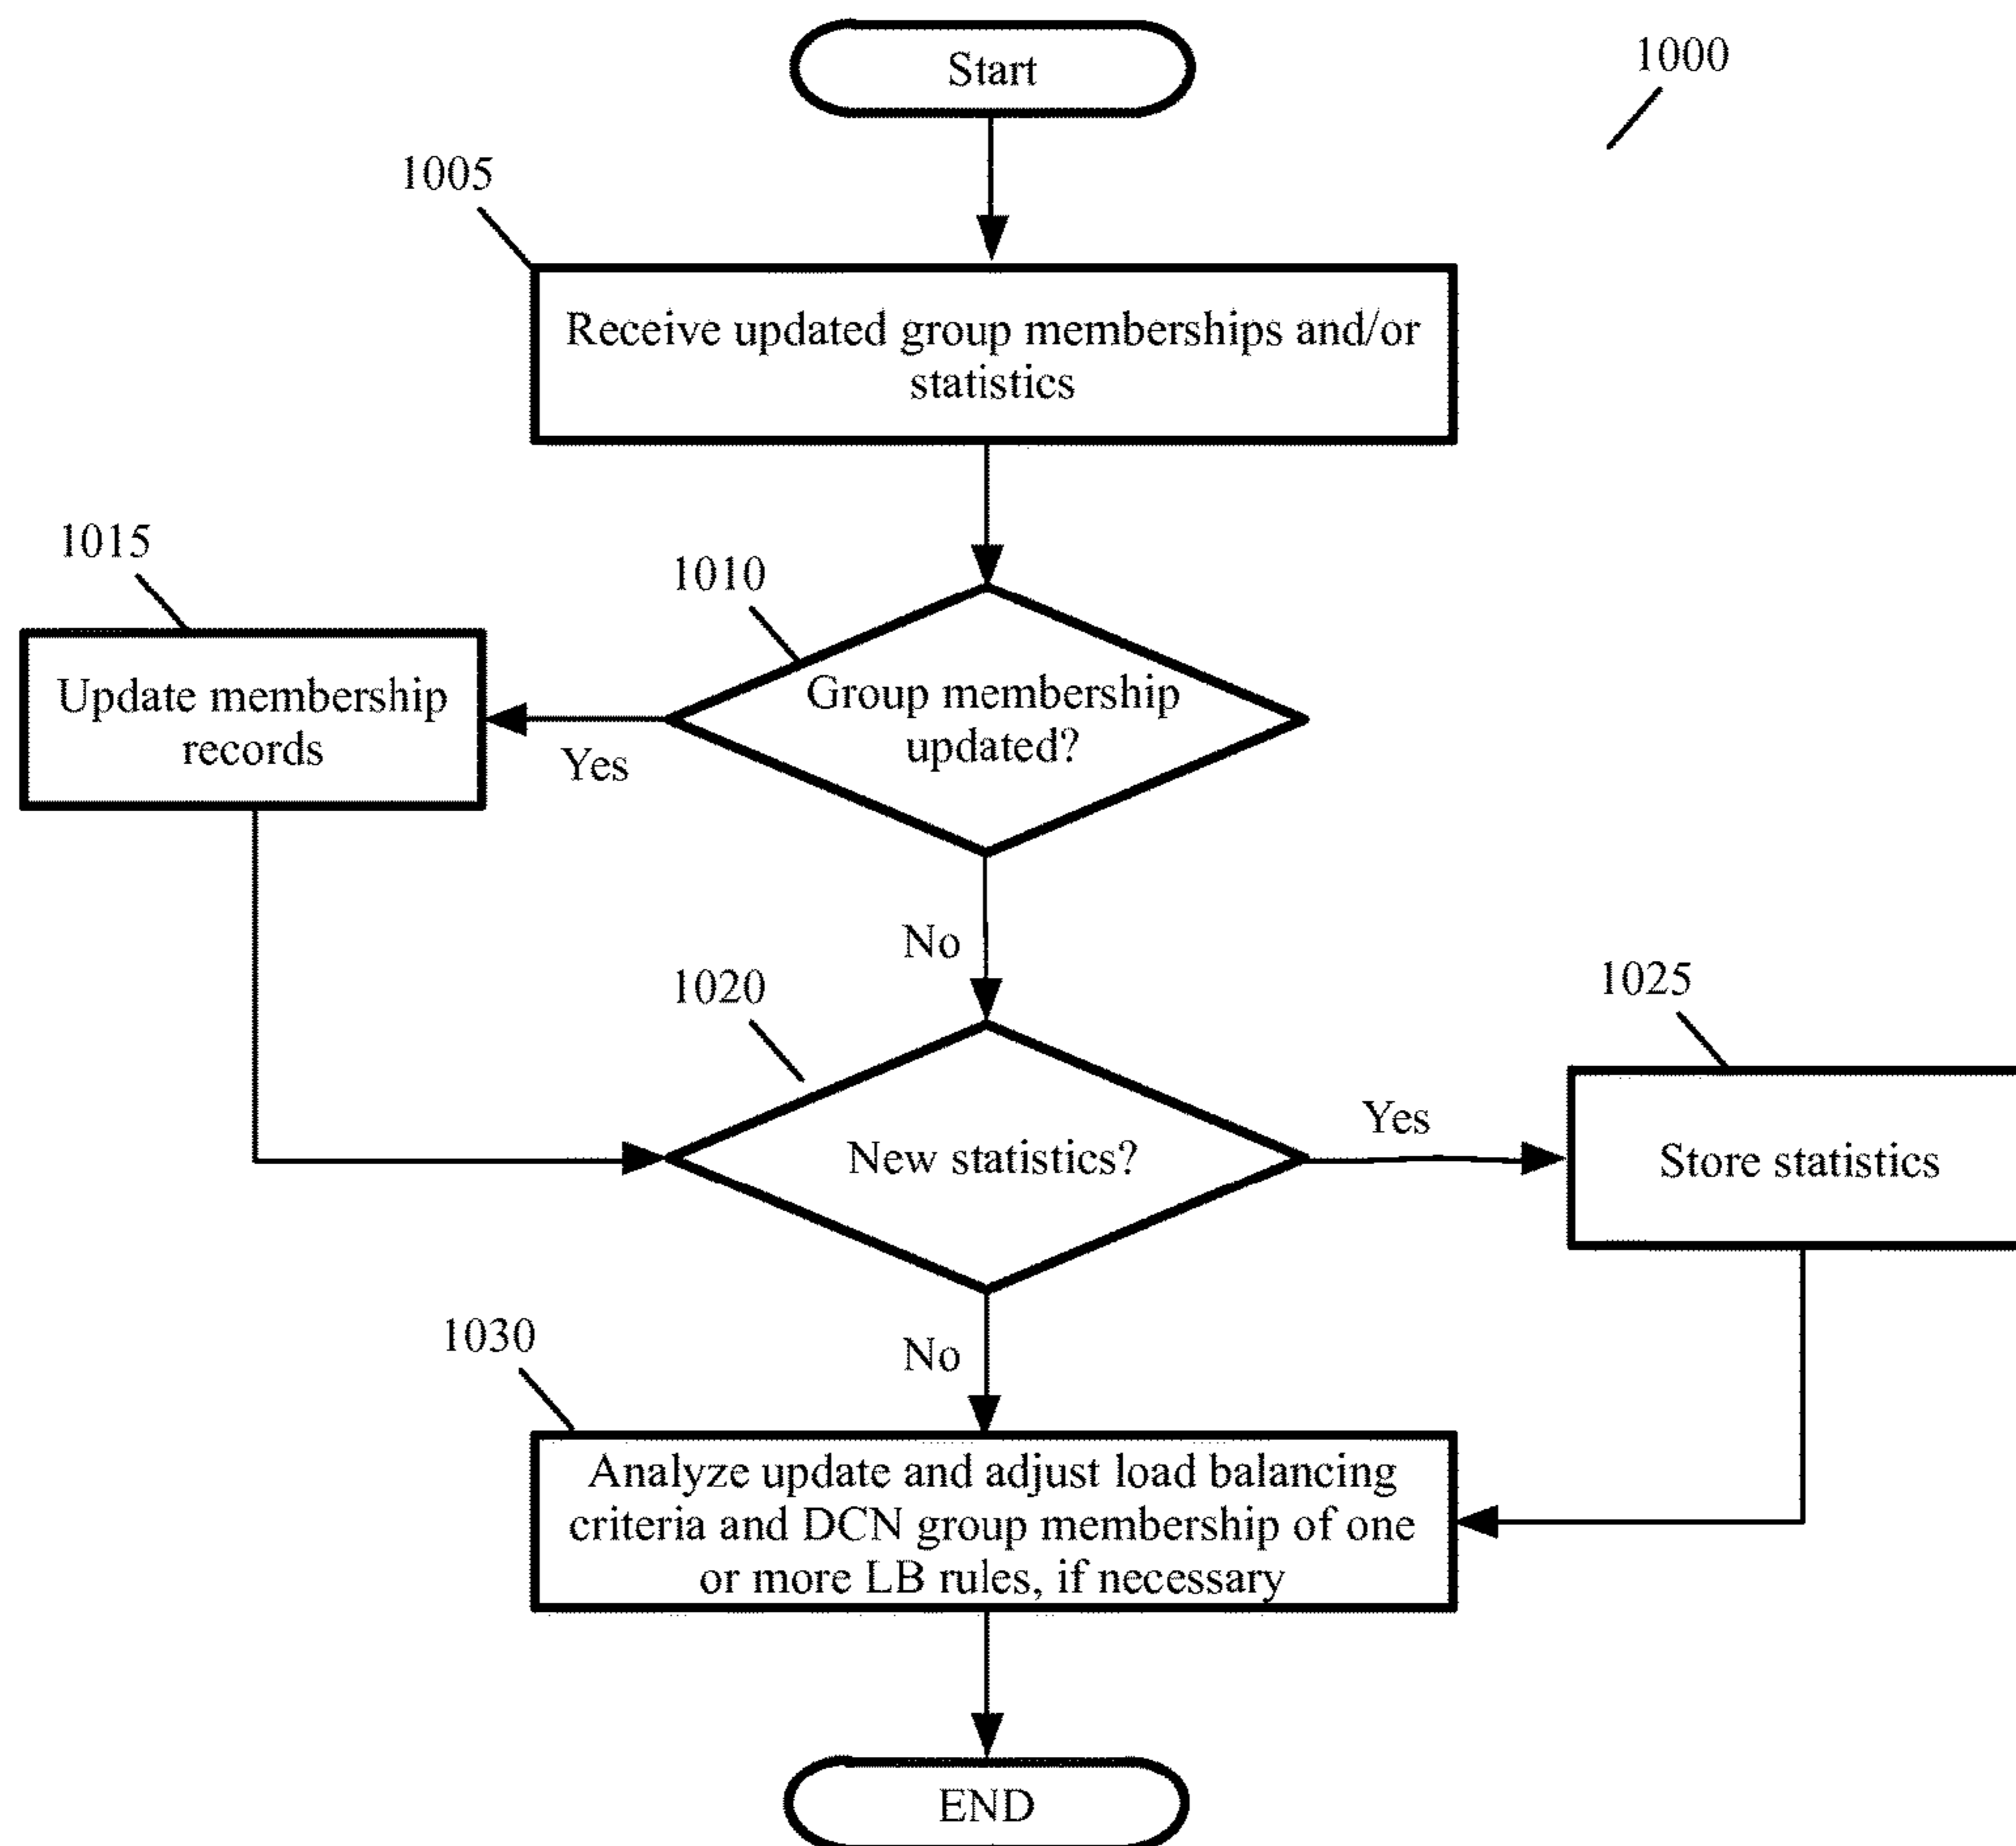 Start
1000
1005
Receive updated group memberships and/or
statistics
1015
1010
Update membership
records
Group membership
updated?
Yes
No
1020
1025
New statistics?
Yes
Store statistics
1030
No
Analyze update and adjust load balancing
criteria and DCN group membership of one
or more LB rules, if necessary
END